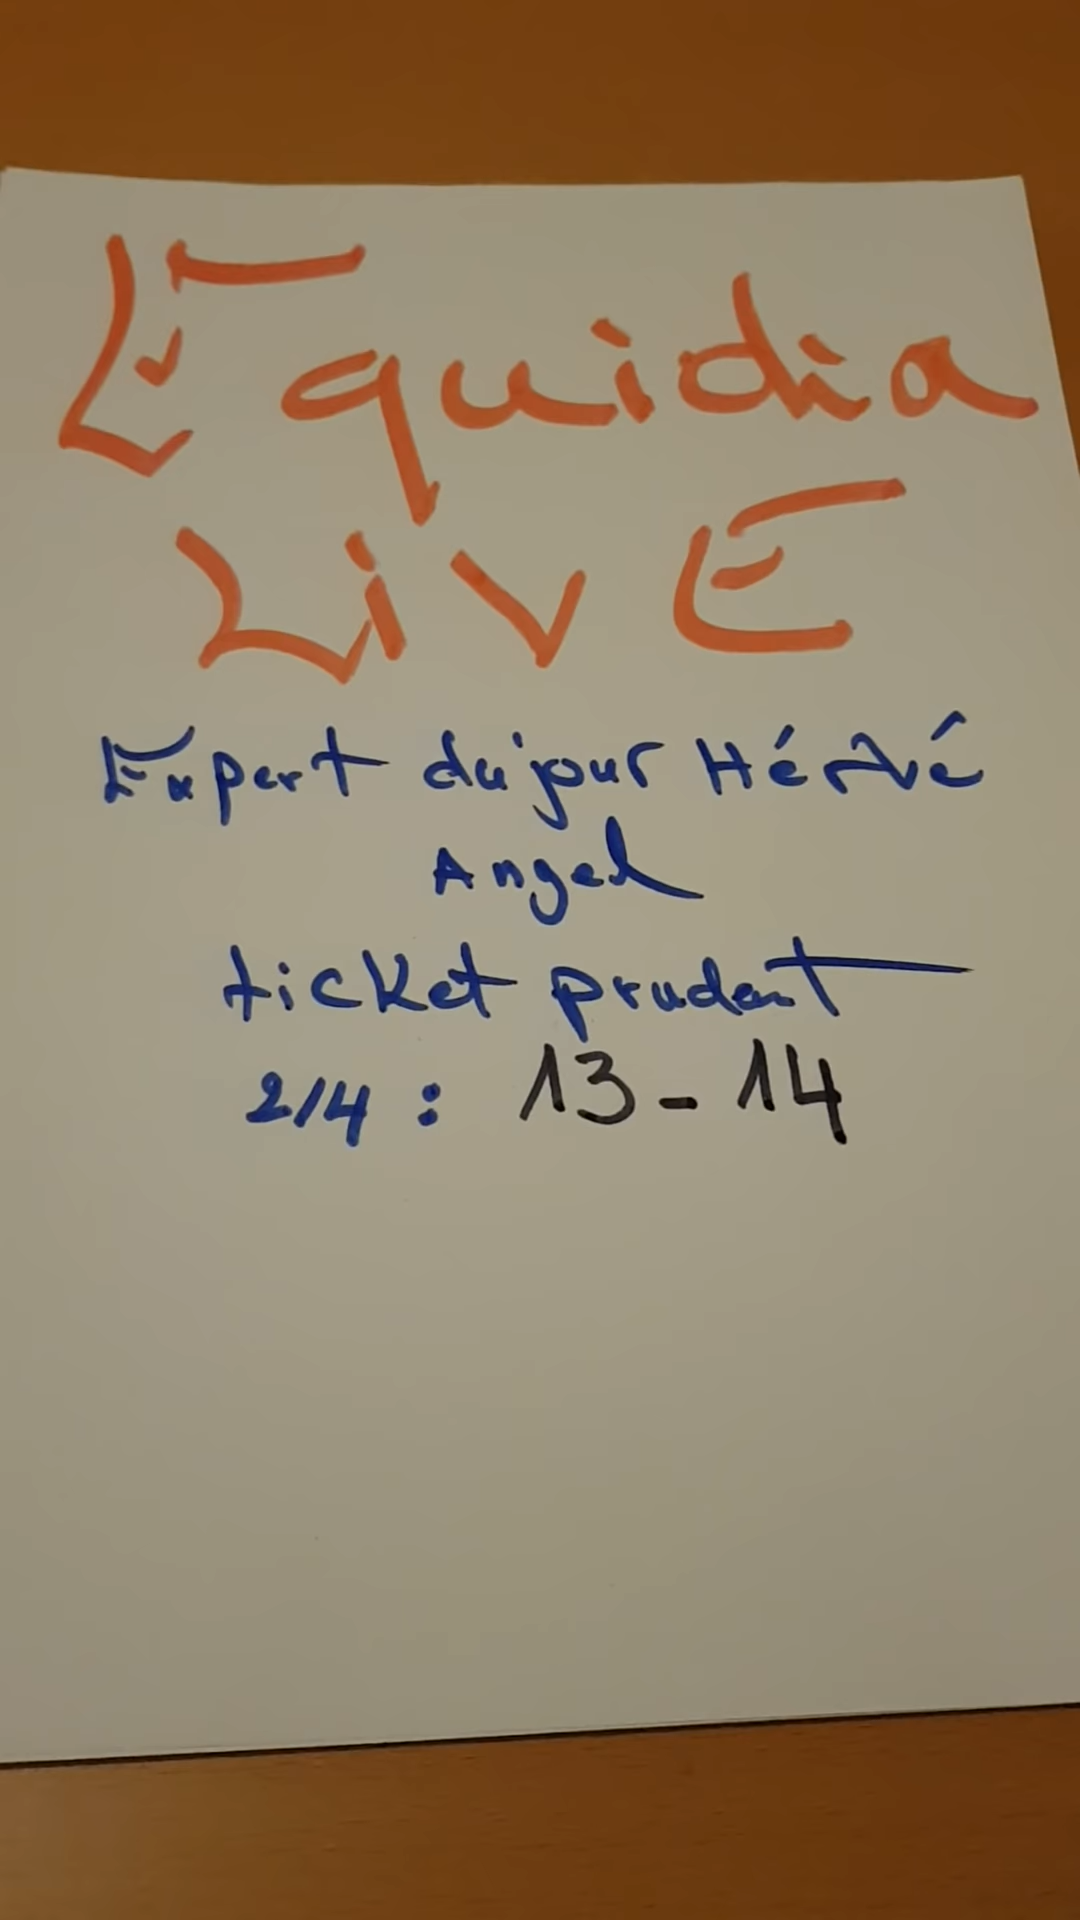 Equidia
LiVE
Expert du jour Hérvé
Angel
ticket prudent
2/4 : 13 - 14